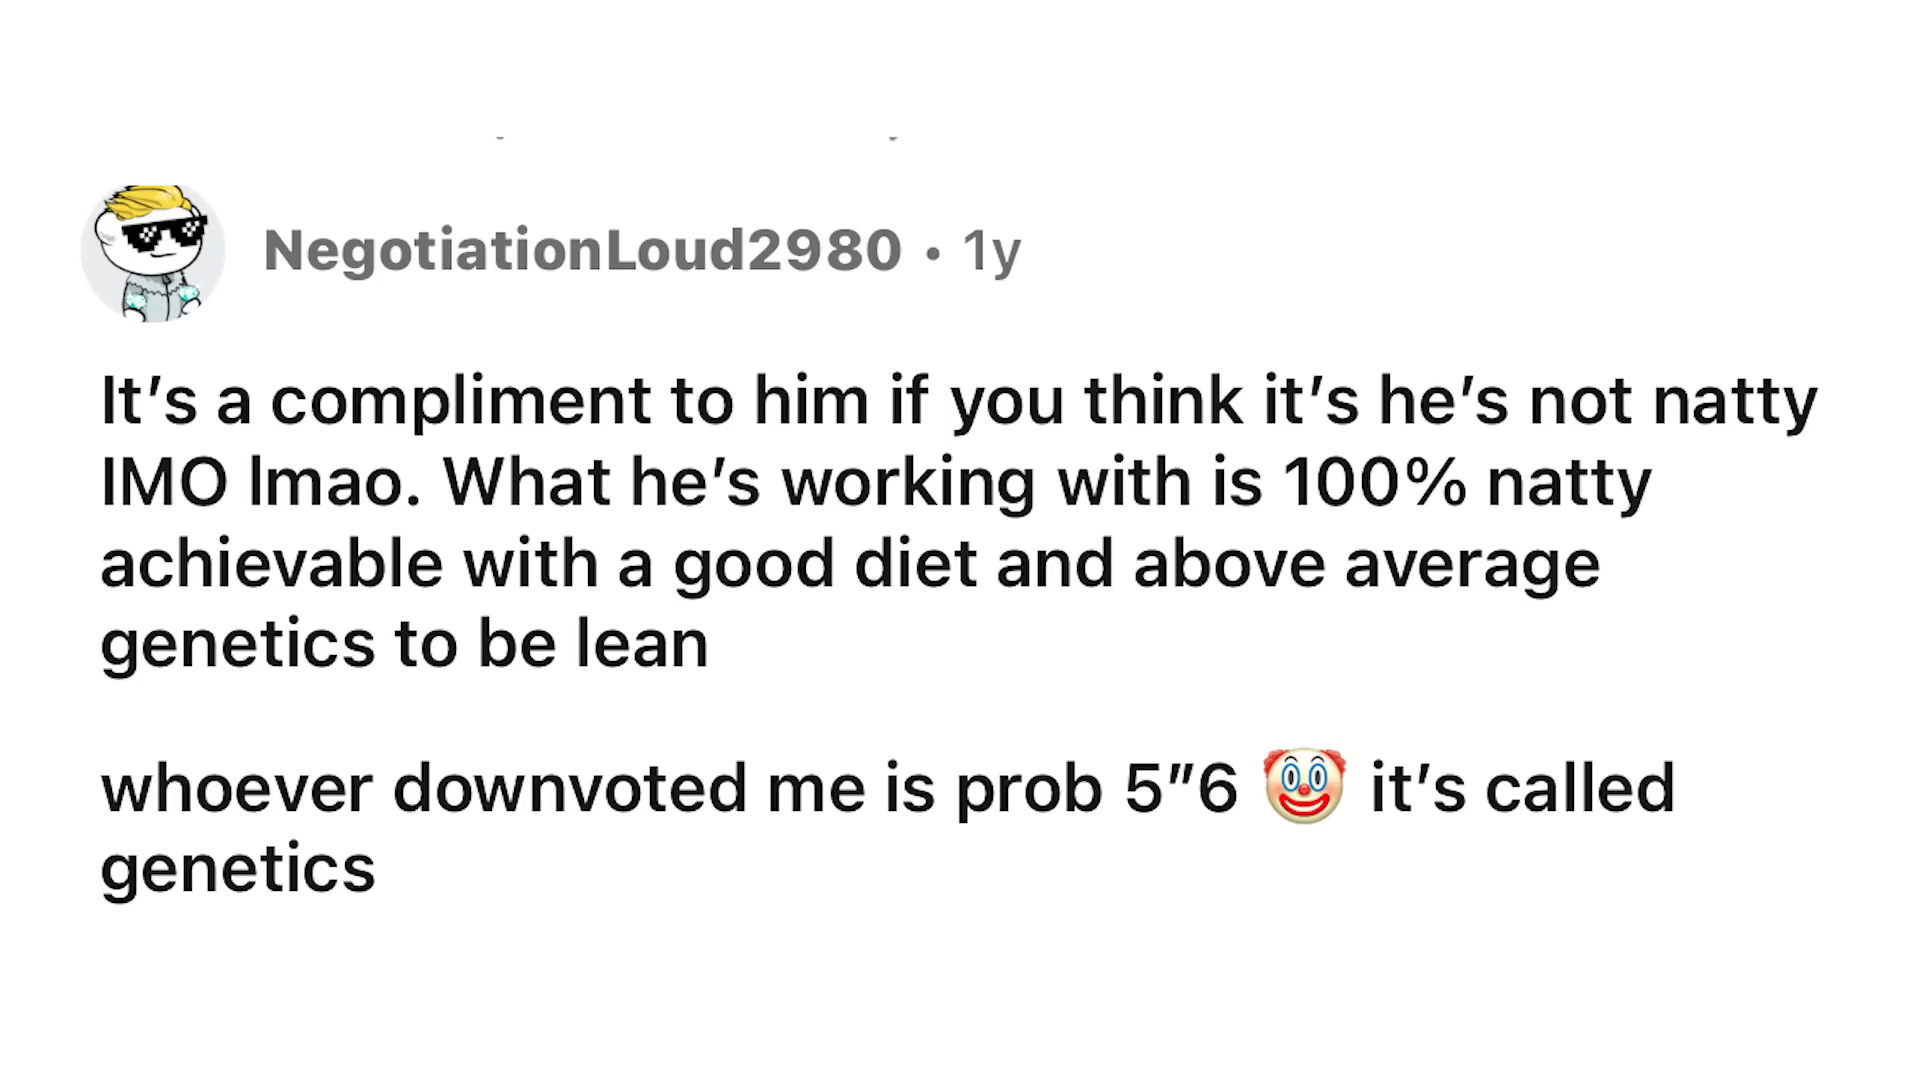 NegotiationLoud2980 • 1y
It’s a compliment to him if you think it’s he’s not natty
IMO lmao. What he’s working with is 100% natty
achievable with a good diet and above average
genetics to be lean
whoever downvoted me is prob 5”6 🤡 it’s called
genetics